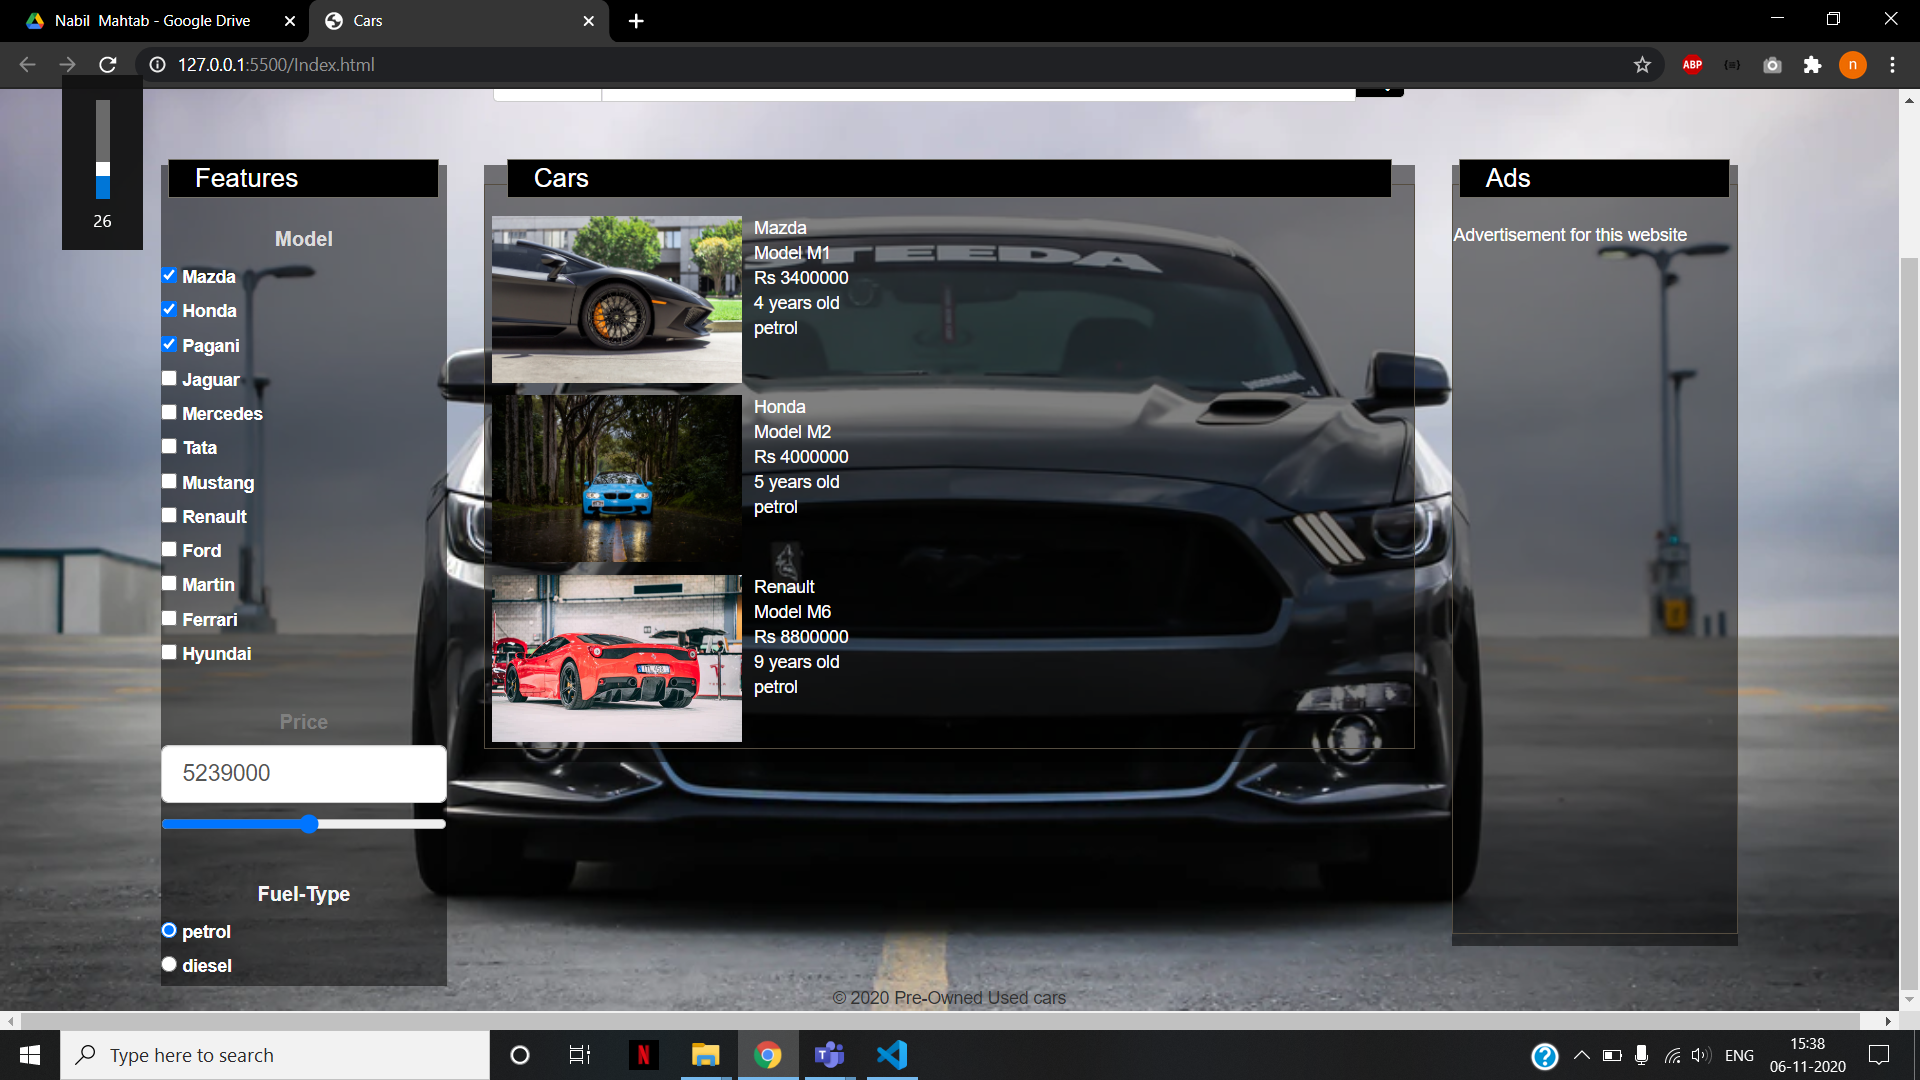 Nabil Mahtab - Google Drive
Cars
127.0.0.1:5500/Index.html
ABP
n
26
Features
Model
Mazda
Honda
Pagani
Jaguar
Mercedes
Tata
Mustang
Renault
Ford
Martin
Ferrari
Hyundai
Price
5239000
Fuel-Type
petrol
diesel
Cars
STEEDA
Mazda
Model M1
Rs 3400000
4 years old
petrol
Honda
Model M2
Rs 4000000
5 years old
petrol
Renault
Model M6
Rs 8800000
9 years old
petrol
Ads
Advertisement for this website
© 2020 Pre-Owned Used cars
Type here to search
N
T
?
ENG
15:38
06-11-2020